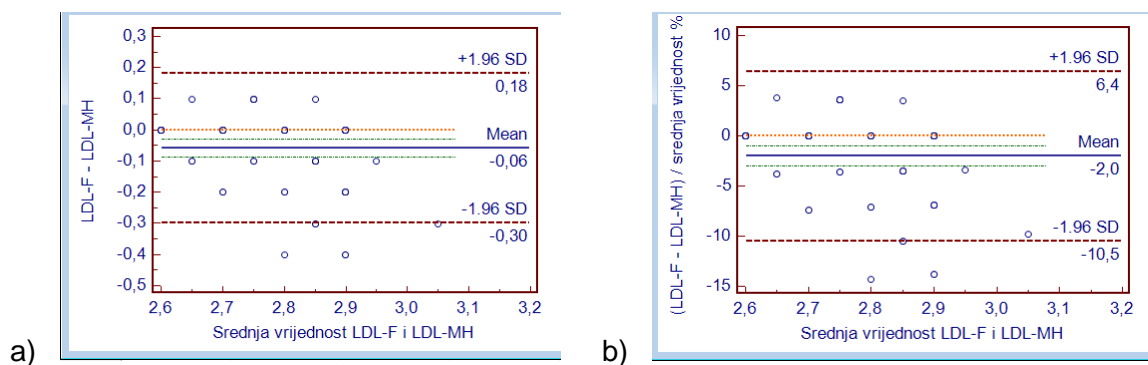 LDL-F - LDL-MH
0,3
0,2
0,1
0,0
-0,1
-0,2
-0,3
-0,4
-0,5
+1.96 SD
0,18
Mean
-0,06
-1.96 SD
-0,30
2,6 2,7 2,8 2,9 3,0 3,1 3,2
Srednja vrijednost LDL-F i LDL-MH
a)
(LDL-F - LDL-MH) / srednja vrijednost %
10
5
0
-5
-10
-15
+1.96 SD
6,4
Mean
-2,0
-1.96 SD
-10,5
2,6 2,7 2,8 2,9 3,0 3,1 3,2
Srednja vrijednost LDL-F i LDL-MH
b)